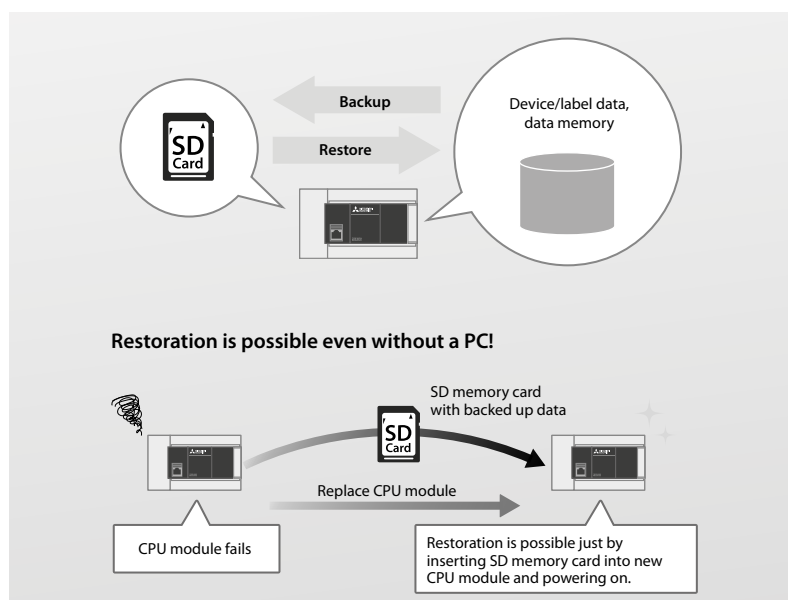 Backup
Device/label data,
data memory
SD
Card
Restore
Restoration is possible even without a PC!
SD memory card
with backed up data
SD
Card
Replace CPU module
CPU module fails
Restoration is possible just by
inserting SD memory card into new
CPU module and powering on.